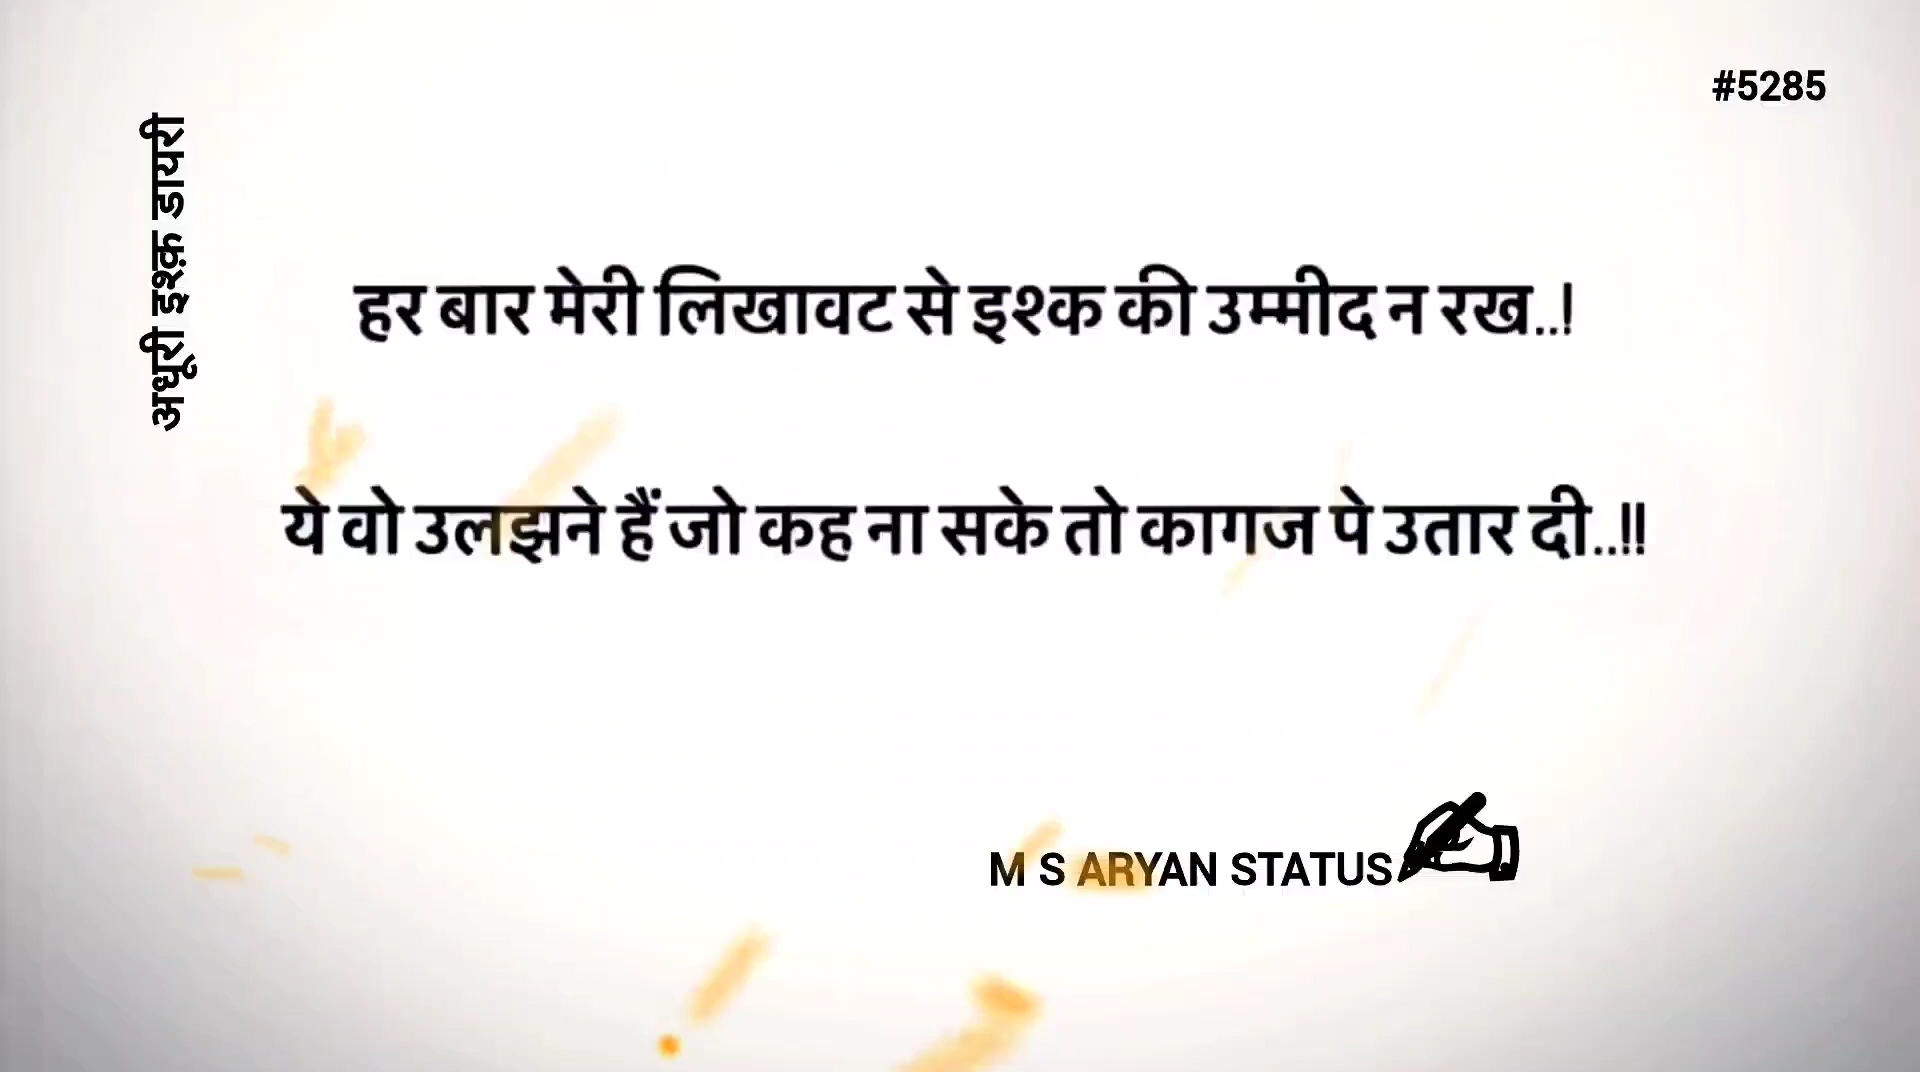 #5285
अधूरी इश्क़ डायरी
हर बार मेरी लिखावट से इश्क की उम्मीद न रख..!
ये वो उलझने हैं जो कह ना सके तो कागज पे उतार दी..!!
M S ARYAN STATUS